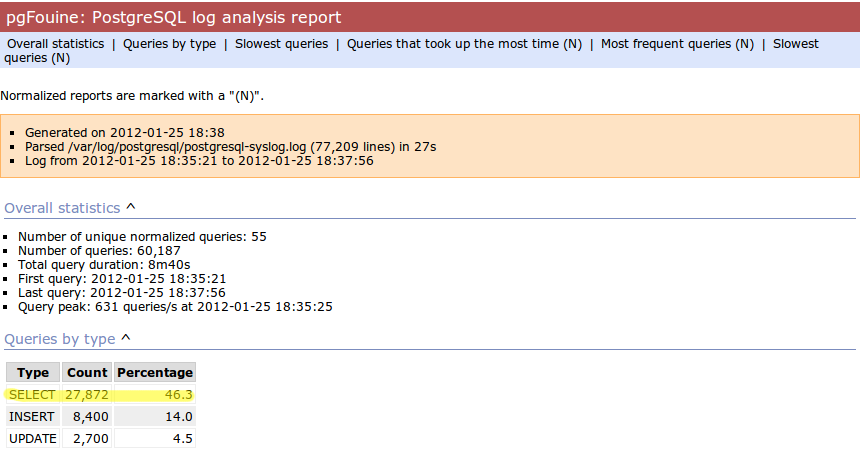 pgFouine: PostgreSQL log analysis report
Overall statistics | Queries by type | Slowest queries | Queries that took up the most time (N) | Most frequent queries (N) | Slowest
queries (N)
Normalized reports are marked with a "(N)".
▪ Generated on 2012-01-25 18:38
▪ Parsed /var/log/postgresql/postgresql-syslog.log (77,209 lines) in 27s
▪ Log from 2012-01-25 18:35:21 to 2012-01-25 18:37:56
Overall statistics ^
▪ Number of unique normalized queries: 55
▪ Number of queries: 60,187
▪ Total query duration: 8m40s
▪ First query: 2012-01-25 18:35:21
▪ Last query: 2012-01-25 18:37:56
▪ Query peak: 631 queries/s at 2012-01-25 18:35:25
Queries by type ^
Type Count Percentage
SELECT 27,872 46.3
INSERT 8,400 14.0
UPDATE 2,700 4.5